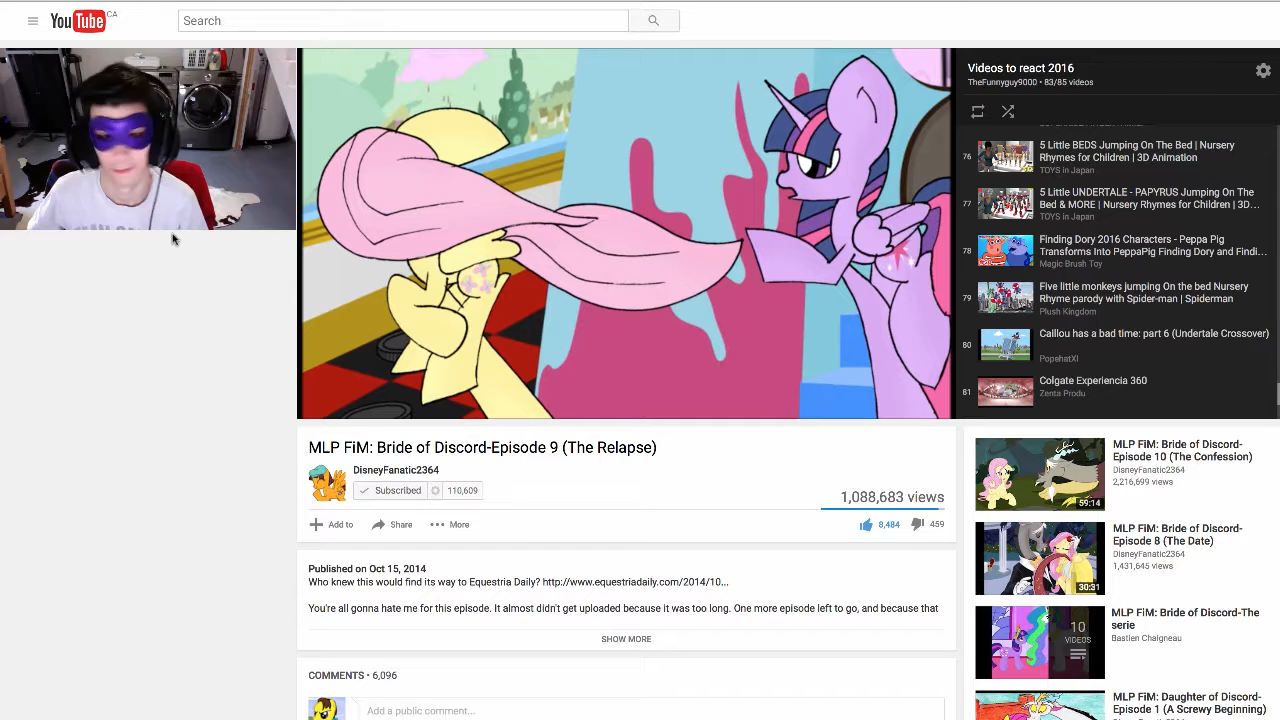 YouTube CA
Search
Videos to react 2016
TheFunnyguy9000 • 83/85 videos
76
5 Little BEDS Jumping On The Bed | Nursery
Rhymes for Children | 3D Animation
TOYS in Japan
77
5 Little UNDERTALE - PAPYRUS Jumping On The
Bed & MORE | Nursery Rhymes for Children | 3D...
TOYS in Japan
78
Finding Dory 2016 Characters - Peppa Pig
Transforms Into PeppaPig Finding Dory and Findi...
Magic Brush Toy
79
Five little monkeys jumping On the bed Nursery
Rhyme parody with Spider-man | Spiderman
Plush Kingdom
80
Caillou has a bad time: part 6 (Undertale Crossover)
PopehatXI
81
Colgate Experiencia 360
Zenta Produ
MLP FiM: Bride of Discord-Episode 9 (The Relapse)
DisneyFanatic2364
Subscribed 110,609
1,088,683 views
Add to Share More
8,484 459
Published on Oct 15, 2014
Who knew this would find its way to Equestria Daily? http://www.equestriadaily.com/2014/10...
You're all gonna hate me for this episode. It almost didn't get uploaded because it was too long. One more episode left to go, and because that
SHOW MORE
COMMENTS • 6,096
Add a public comment...
MLP FiM: Bride of Discord-
Episode 10 (The Confession)
DisneyFanatic2364
2,216,699 views
59:14
MLP FiM: Bride of Discord-
Episode 8 (The Date)
DisneyFanatic2364
1,431,645 views
30:31
MLP FiM: Bride of Discord-The
serie
Bastien Chaigneau
10
VIDEOS
MLP FiM: Daughter of Discord-
Episode 1 (A Screwy Beginning)
DisneyFanatic2364